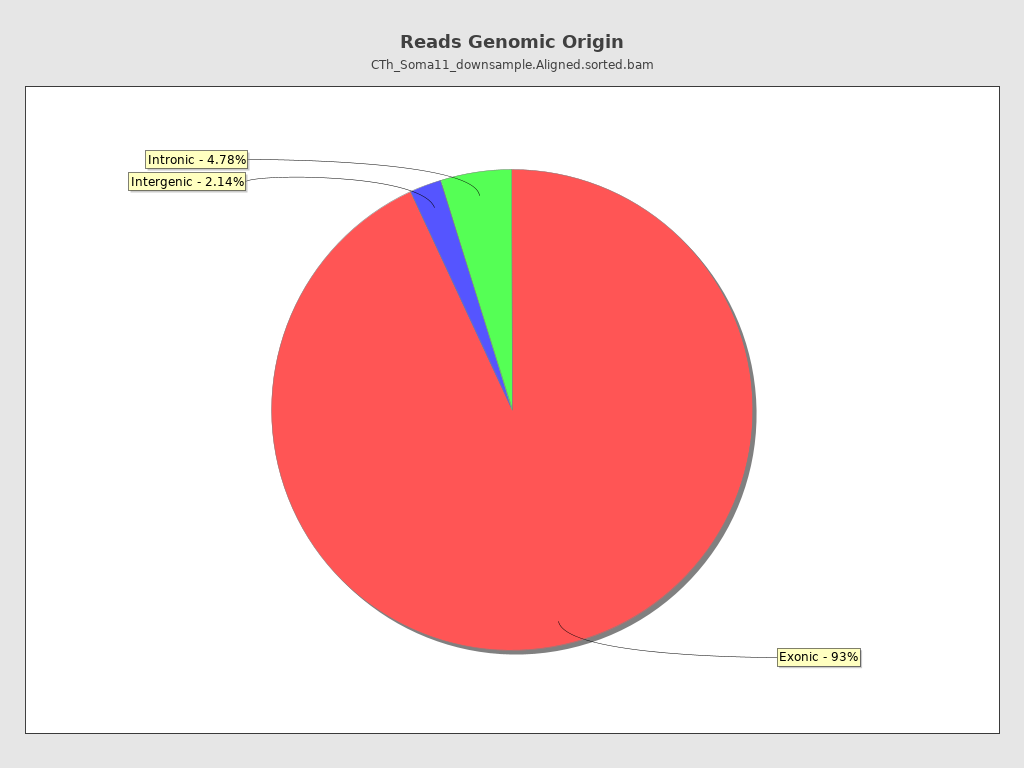 Reads Genomic Origin
CTh_Soma11_downsample.Aligned.sorted.bam
Intronic - 4.78%
Intergenic - 2.14%
Exonic - 93%